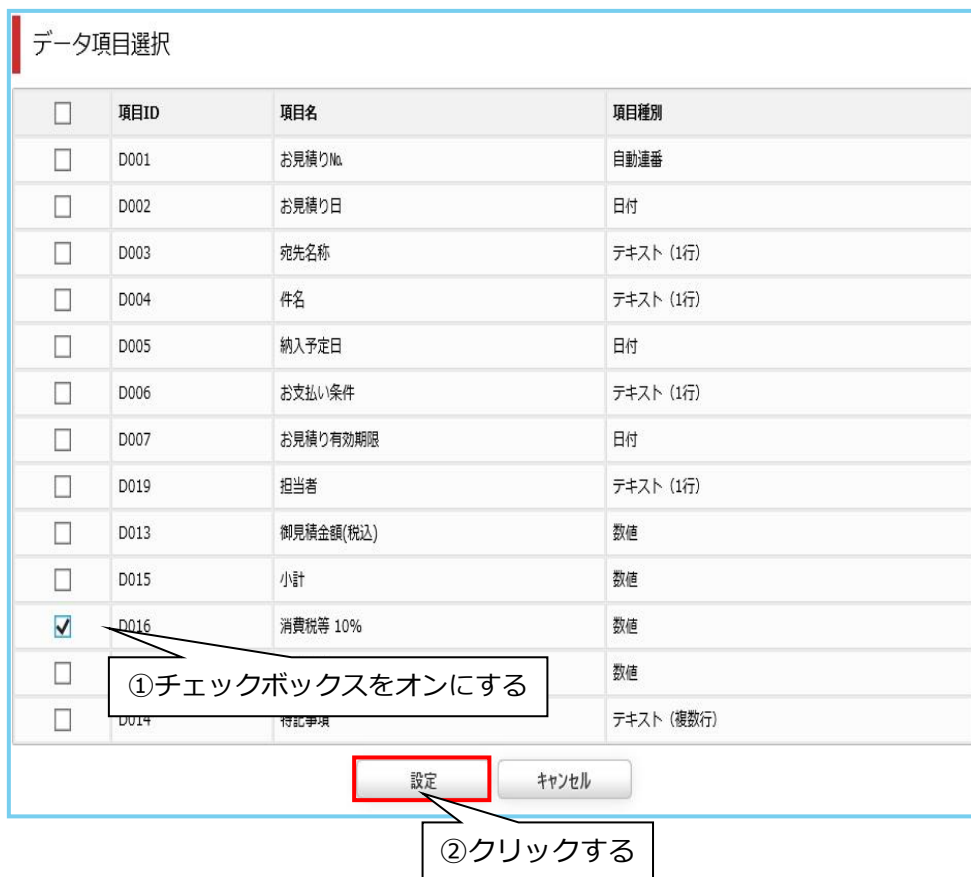 データ項目選択
項目ID 項目名 項目種別
D001 お見積り№ 自動連番
D002 お見積り日 日付
D003 宛先名称 テキスト（1行）
D004 件名 テキスト（1行）
D005 納入予定日 日付
D006 お支払い条件 テキスト（1行）
D007 お見積り有効期限 日付
D019 担当者 テキスト（1行）
D013 御見積金額(税込) 数値
D015 小計 数値
D016 消費税等 10% 数値
数値
①チェックボックスをオンにする
D014 特記事項 テキスト（複数行）
設定 キャンセル
②クリックする